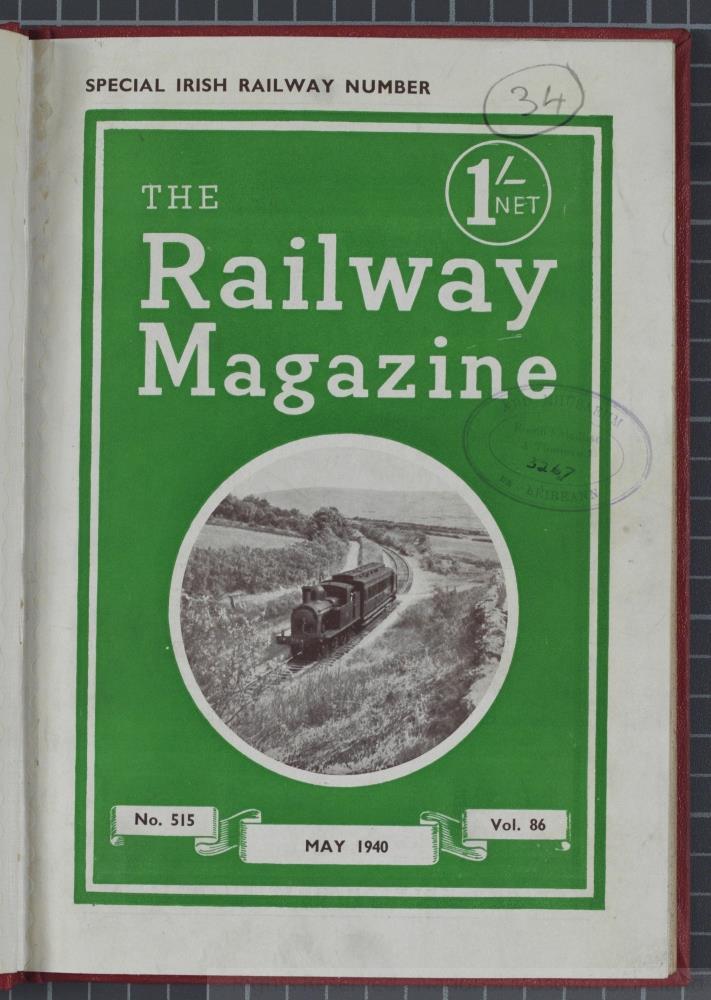 SPECIAL IRISH RAILWAY NUMBER
34
1/-
NET
THE
Railway
Magazine
3267
No. 515
MAY 1940
Vol. 86